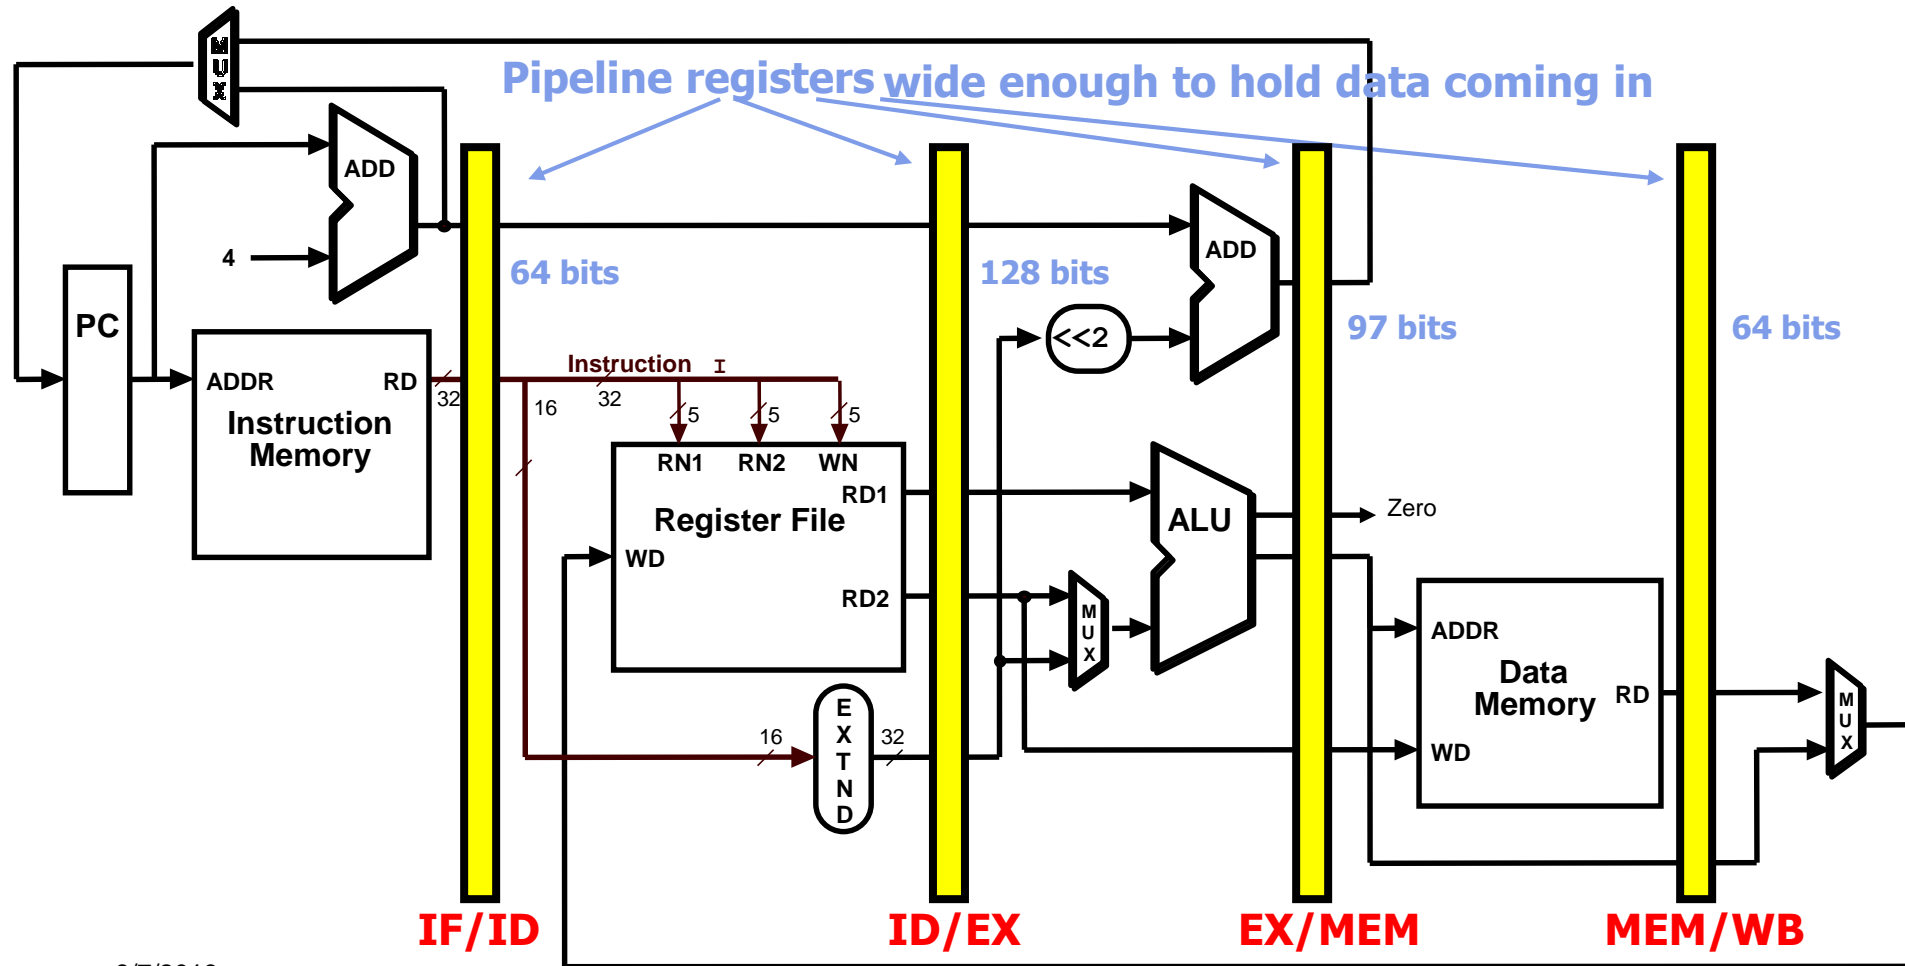 MUX
Pipeline registers wide enough to hold data coming in
ADD
4
64 bits
128 bits
ADD
97 bits
64 bits
PC
<<2
ADDR
RD
32
Instruction I
16
32
5
5
5
Instruction
Memory
RN1
RN2
WN
RD1
Register File
WD
RD2
ALU
Zero
MUX
ADDR
Data
Memory
RD
WD
MUX
16
EXTND
32
IF/ID
ID/EX
EX/MEM
MEM/WB